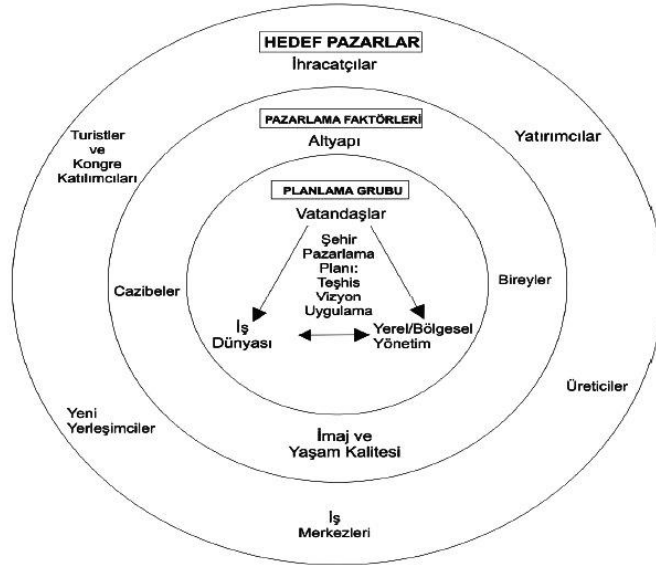 HEDEF PAZARLAR
İhracatçılar
PAZARLAMA FAKTÖRLERİ
Altyapı
Turistler
ve
Kongre
Katılımcıları
Yatırımcılar
PLANLAMA GRUBU
Vatandaşlar
Şehir
Pazarlama
Planı:
Teşhis
Vizyon
Uygulama
Cazibeler
Bireyler
İş
Dünyası
Yerel/Bölgesel
Yönetim
Yeni
Yerleşimciler
Üreticiler
İmaj ve
Yaşam Kalitesi
İş
Merkezleri